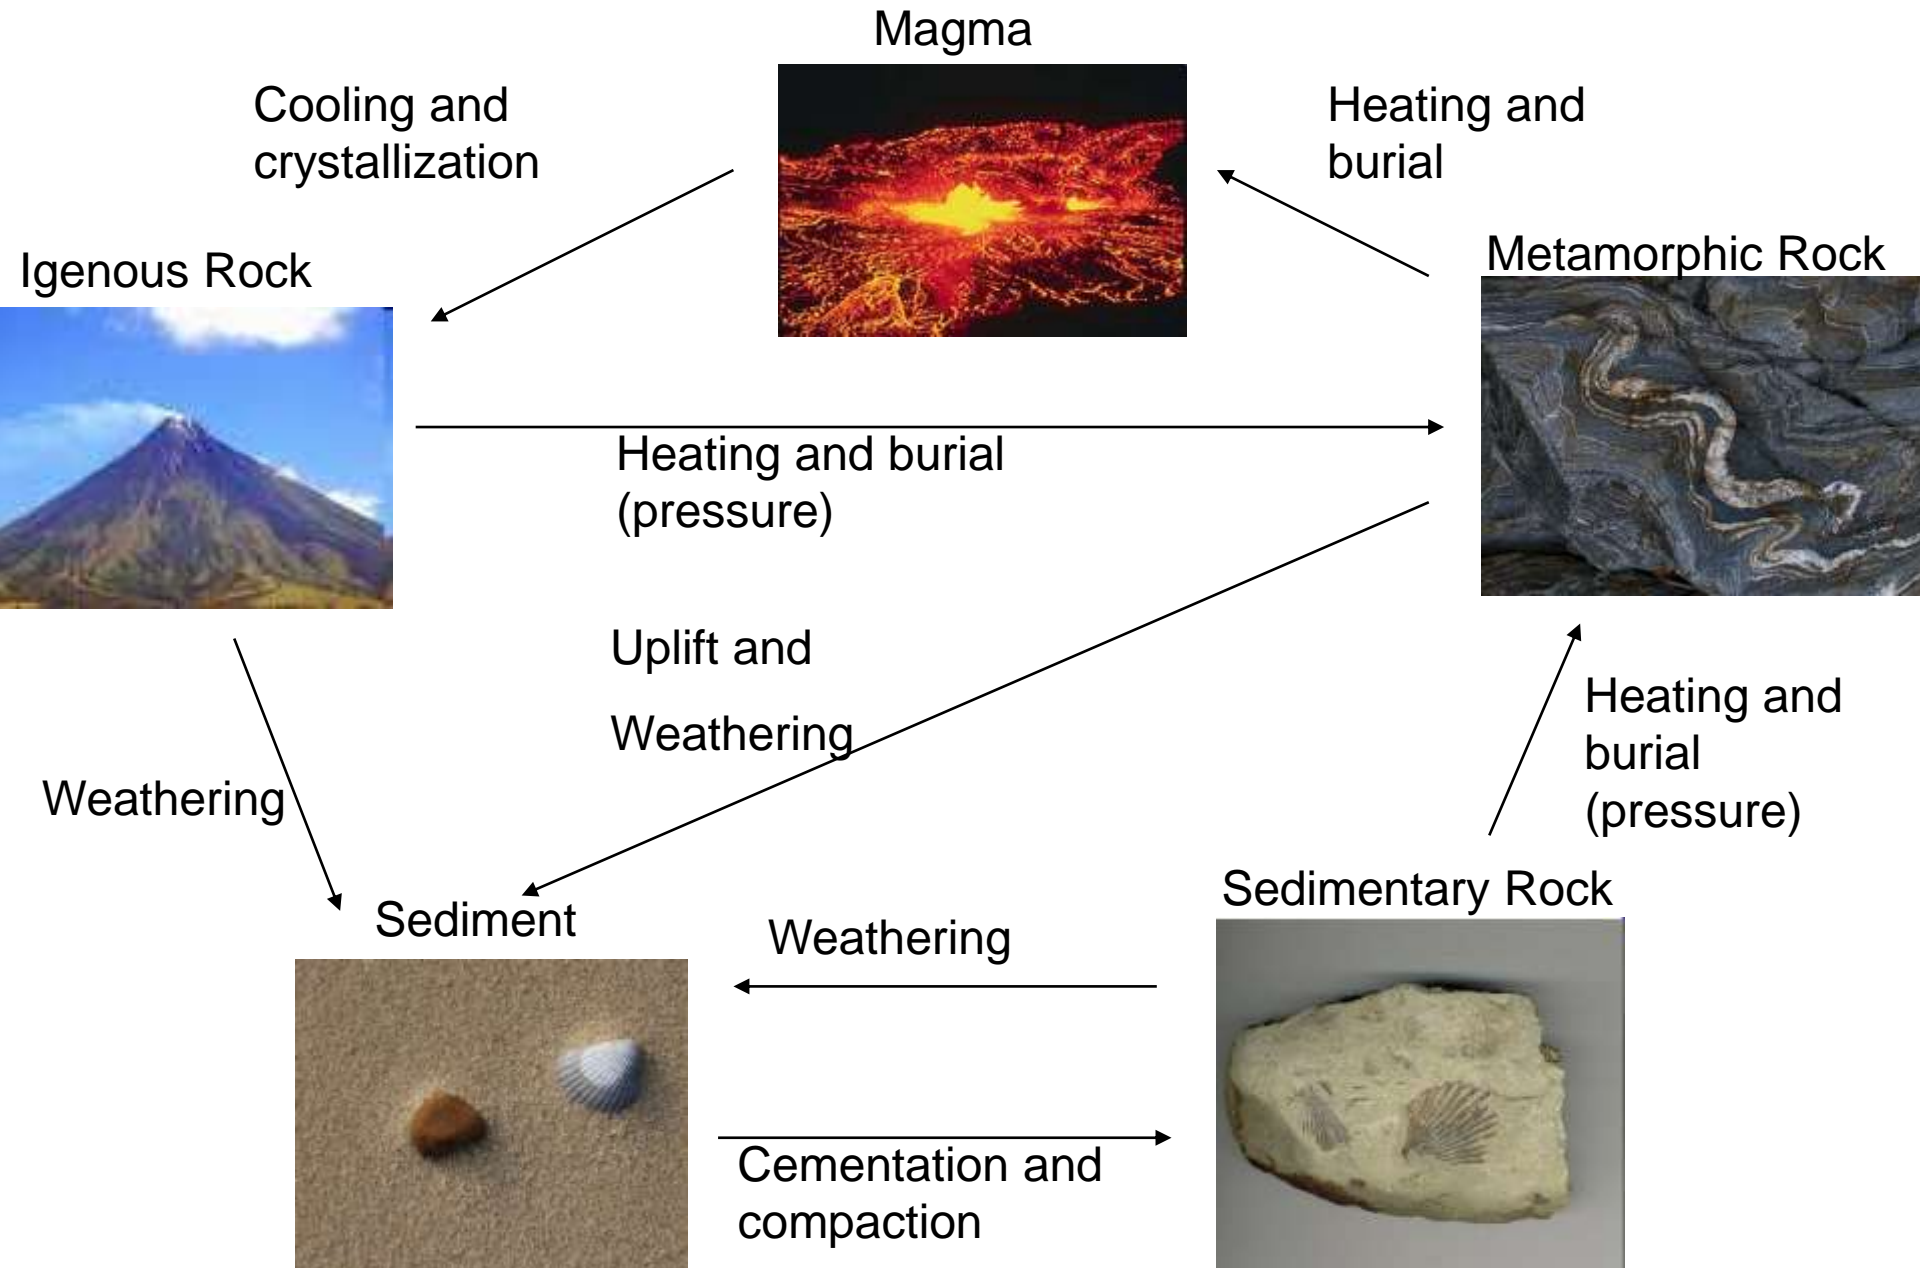 Magma
Cooling and
crystallization
Heating and
burial
Igenous Rock
Metamorphic Rock
Heating and burial
(pressure)
Uplift and
Weathering
Heating and
burial
(pressure)
Weathering
Sediment
Weathering
Sedimentary Rock
Cementation and
compaction